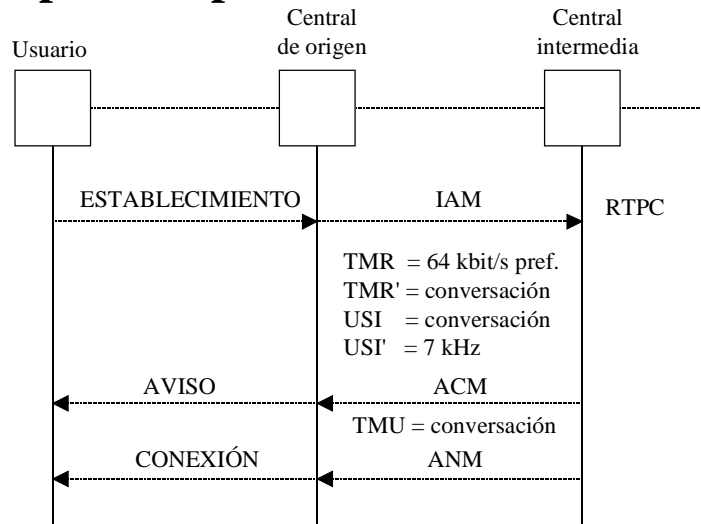 Usuario
Central
de origen
Central
intermedia
ESTABLECIMIENTO
IAM
RTPC
TMR = 64 kbit/s pref.
TMR' = conversación
USI = conversación
USI' = 7 kHz
AVISO
ACM
TMU = conversación
CONEXIÓN
ANM